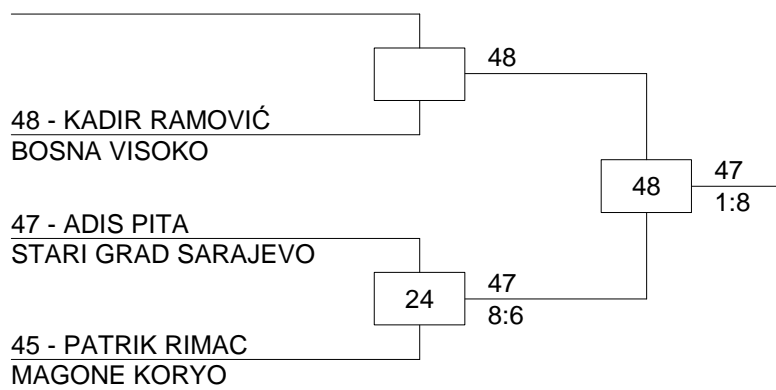 48
48 - KADIR RAMOVIĆ
BOSNA VISOKO
48
47
1:8
47 - ADIS PITA
STARI GRAD SARAJEVO
24
47
8:6
45 - PATRIK RIMAC
MAGONE KORYO